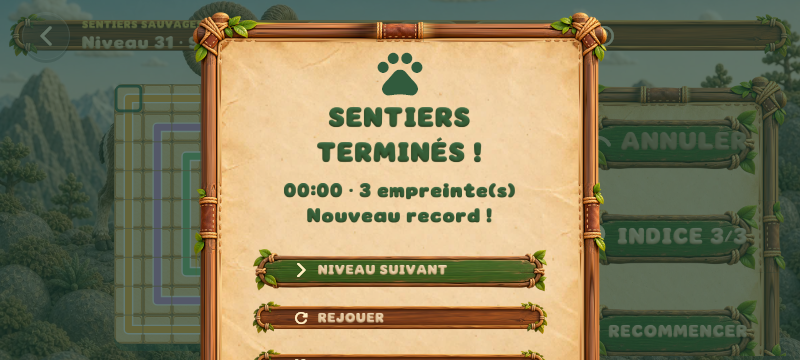 SENTIERS SAUVAGE
Niveau 31 · S
SENTIERS
TERMINÉS !
00:00 · 3 empreinte(s)
Nouveau record !
NIVEAU SUIVANT
REJOUER
ANNULER
INDICE 3/3
RECOMMENCER